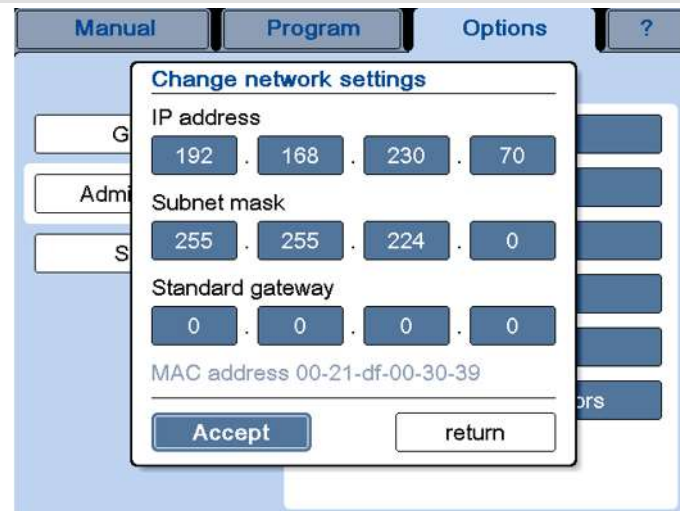 Manual Program Options ?
Change network settings
IP address
192 . 168 . 230 . 70
Subnet mask
255 . 255 . 224 . 0
Standard gateway
0 . 0 . 0 . 0
MAC address 00-21-df-00-30-39
Accept return